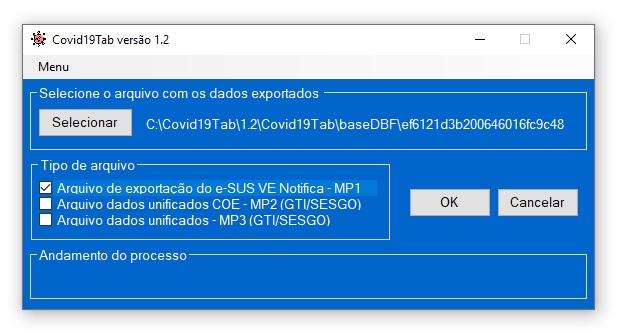 Covid19Tab versão 1.2
Menu
Selecione o arquivo com os dados exportados
Selecionar C:\Covid19Tab\1.2\Covid19Tab\baseDBF\ef6121d3b200646016fc9c48
Tipo de arquivo
Arquivo de exportação do e-SUS VE Notifica - MP1
Arquivo dados unificados COE - MP2 (GTI/SESGO)
Arquivo dados unificados - MP3 (GTI/SESGO)
OK Cancelar
Andamento do processo